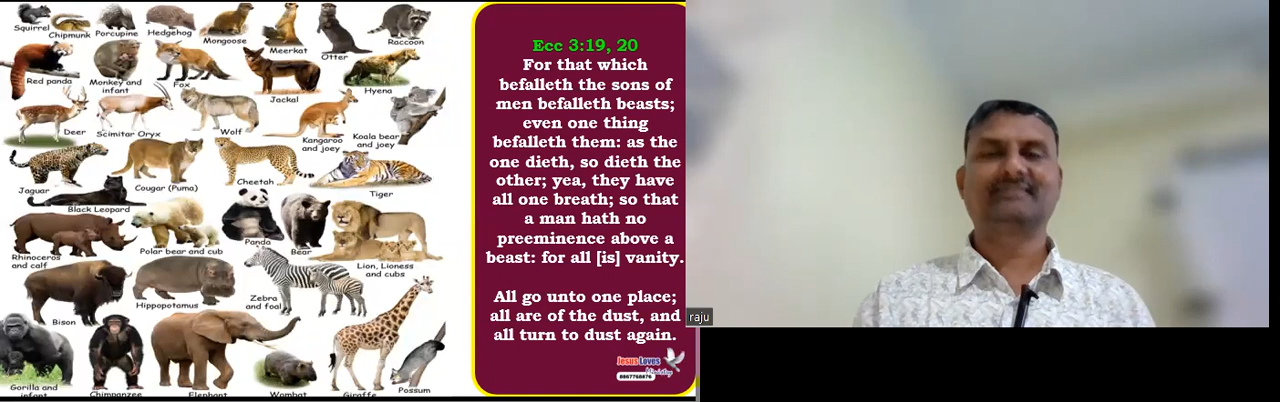 Squirrel
Chipmunk
Porcupine
Hedgehog
Mongoose
Meerkat
Otter
Raccoon
Red panda
Monkey and
infant
Fox
Jackal
Hyena
Deer
Scimitar Oryx
Wolf
Kangaroo
and joey
Koala bear
and joey
Jaguar
Cougar (Puma)
Cheetah
Tiger
Black Leopard
Rhinoceros
and calf
Polar bear and cub
Panda
Bear
Lion, Lioness
and cubs
Bison
Hippopotamus
Zebra
and foal
Gorilla and
infant
Chimpanzee
Elephant
Wombat
Giraffe
Possum
Ecc 3:19, 20
For that which
befalleth the sons of
men befalleth beasts;
even one thing
befalleth them: as the
one dieth, so dieth the
other; yea, they have
all one breath; so that
a man hath no
preeminence above a
beast: for all [is] vanity.
All go unto one place;
all are of the dust, and
all turn to dust again.
Jesus Loves
Ministry
raju